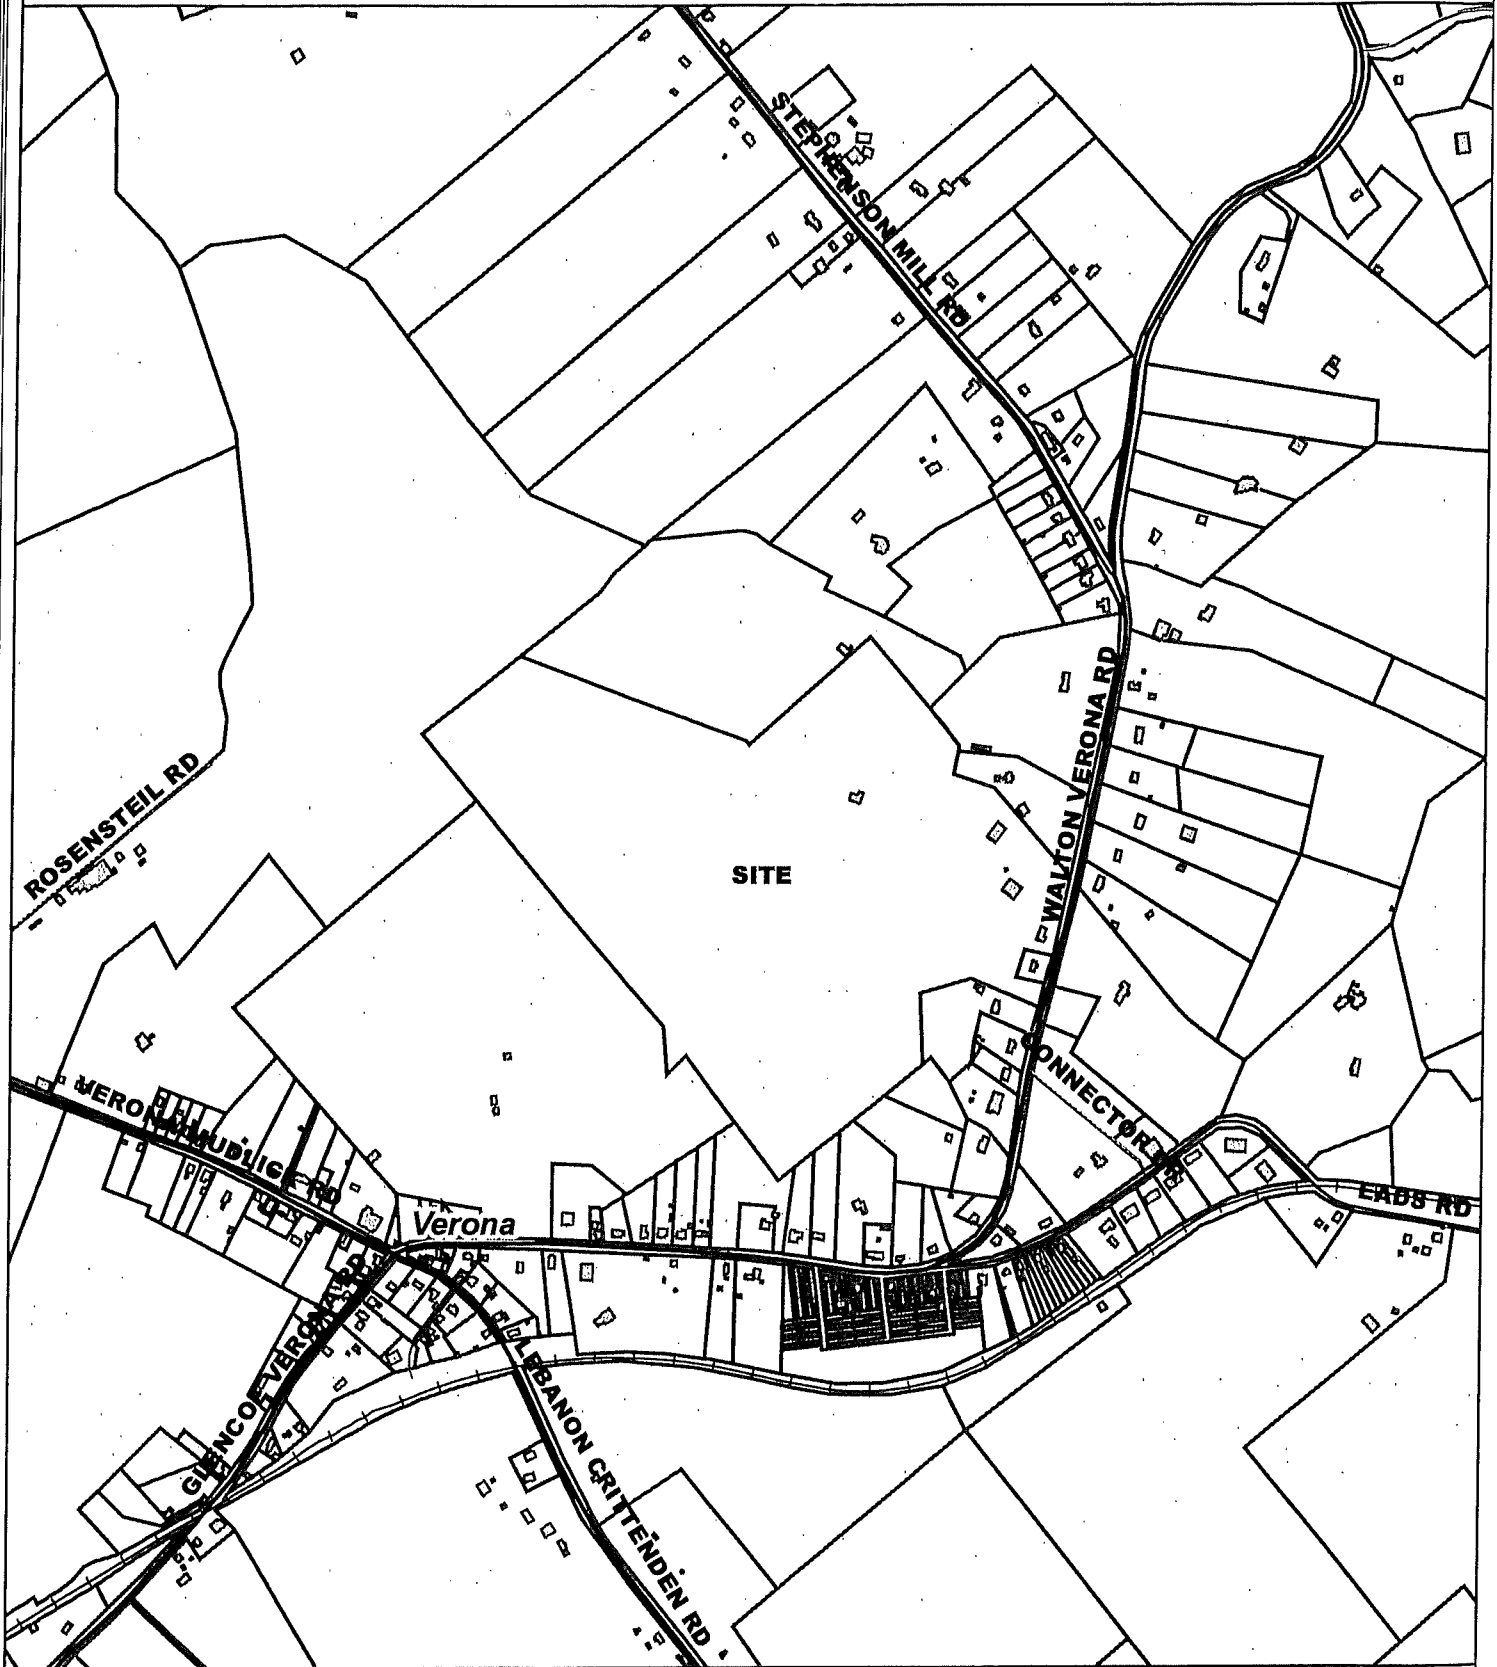 STEPHENSON MILL RD
WALTON VERONA RD
ROSENSTEIL RD
SITE
CONNECTOR
VERONA MUDLICK RD
EADS RD
Verona
GLENCOE VERONA RD
LEBANON CRITTENDEN RD